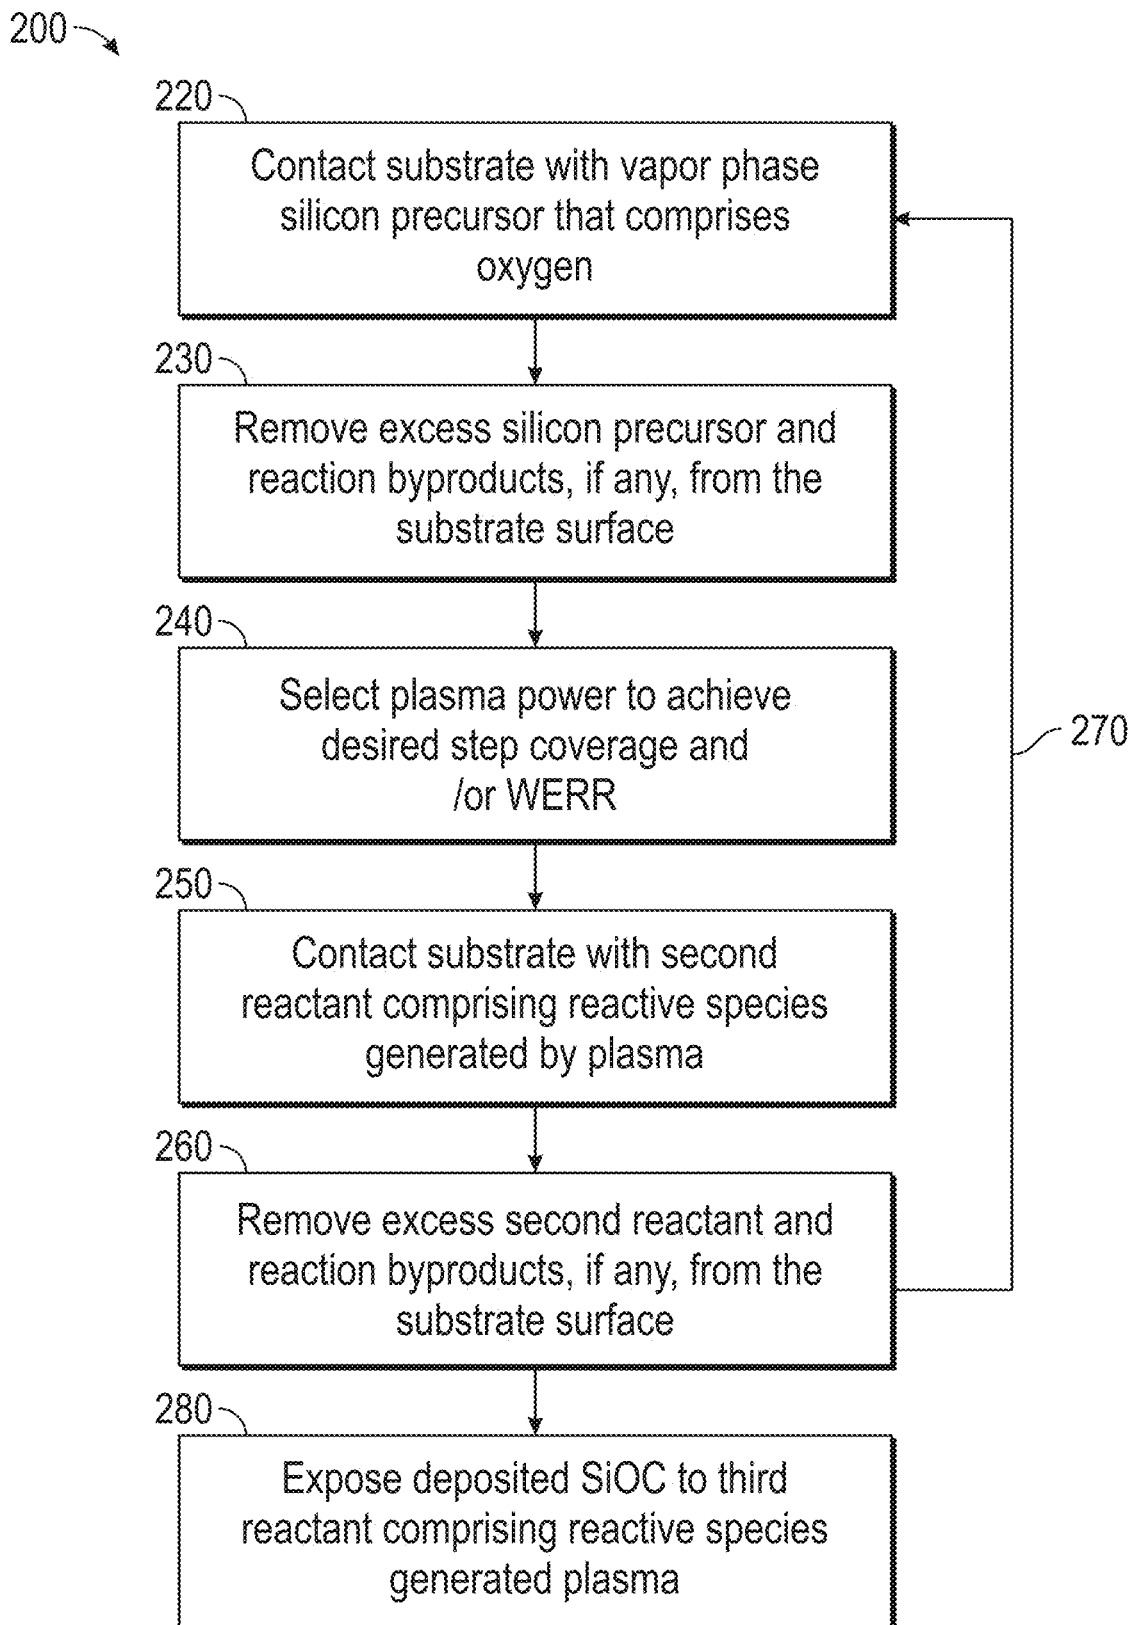 200
220
Contact substrate with vapor phase
silicon precursor that comprises
oxygen
230
Remove excess silicon precursor and
reaction byproducts, if any, from the
substrate surface
240
Select plasma power to achieve
desired step coverage and
/or WERR
270
250
Contact substrate with second
reactant comprising reactive species
generated by plasma
260
Remove excess second reactant and
reaction byproducts, if any, from the
substrate surface
280
Expose deposited SiOC to third
reactant comprising reactive species
generated plasma